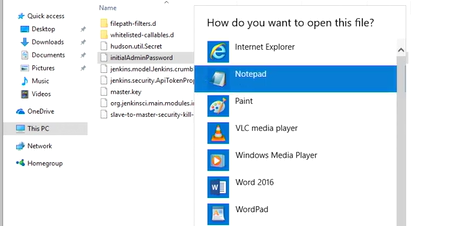 Quick access
Desktop
Downloads
Documents
Pictures
Music
Videos
OneDrive
This PC
Network
Homegroup
Name
filepath-filters.d
whitelisted-callables.d
hudson.util.Secret
initialAdminPassword
jenkins.model.Jenkins.crumb
jenkins.security.ApiTokenProp
master.key
org.jenkinsci.main.modules.in
slave-to-master-security-kill-
How do you want to open this file?
Internet Explorer
Notepad
Paint
VLC media player
Windows Media Player
Word 2016
WordPad